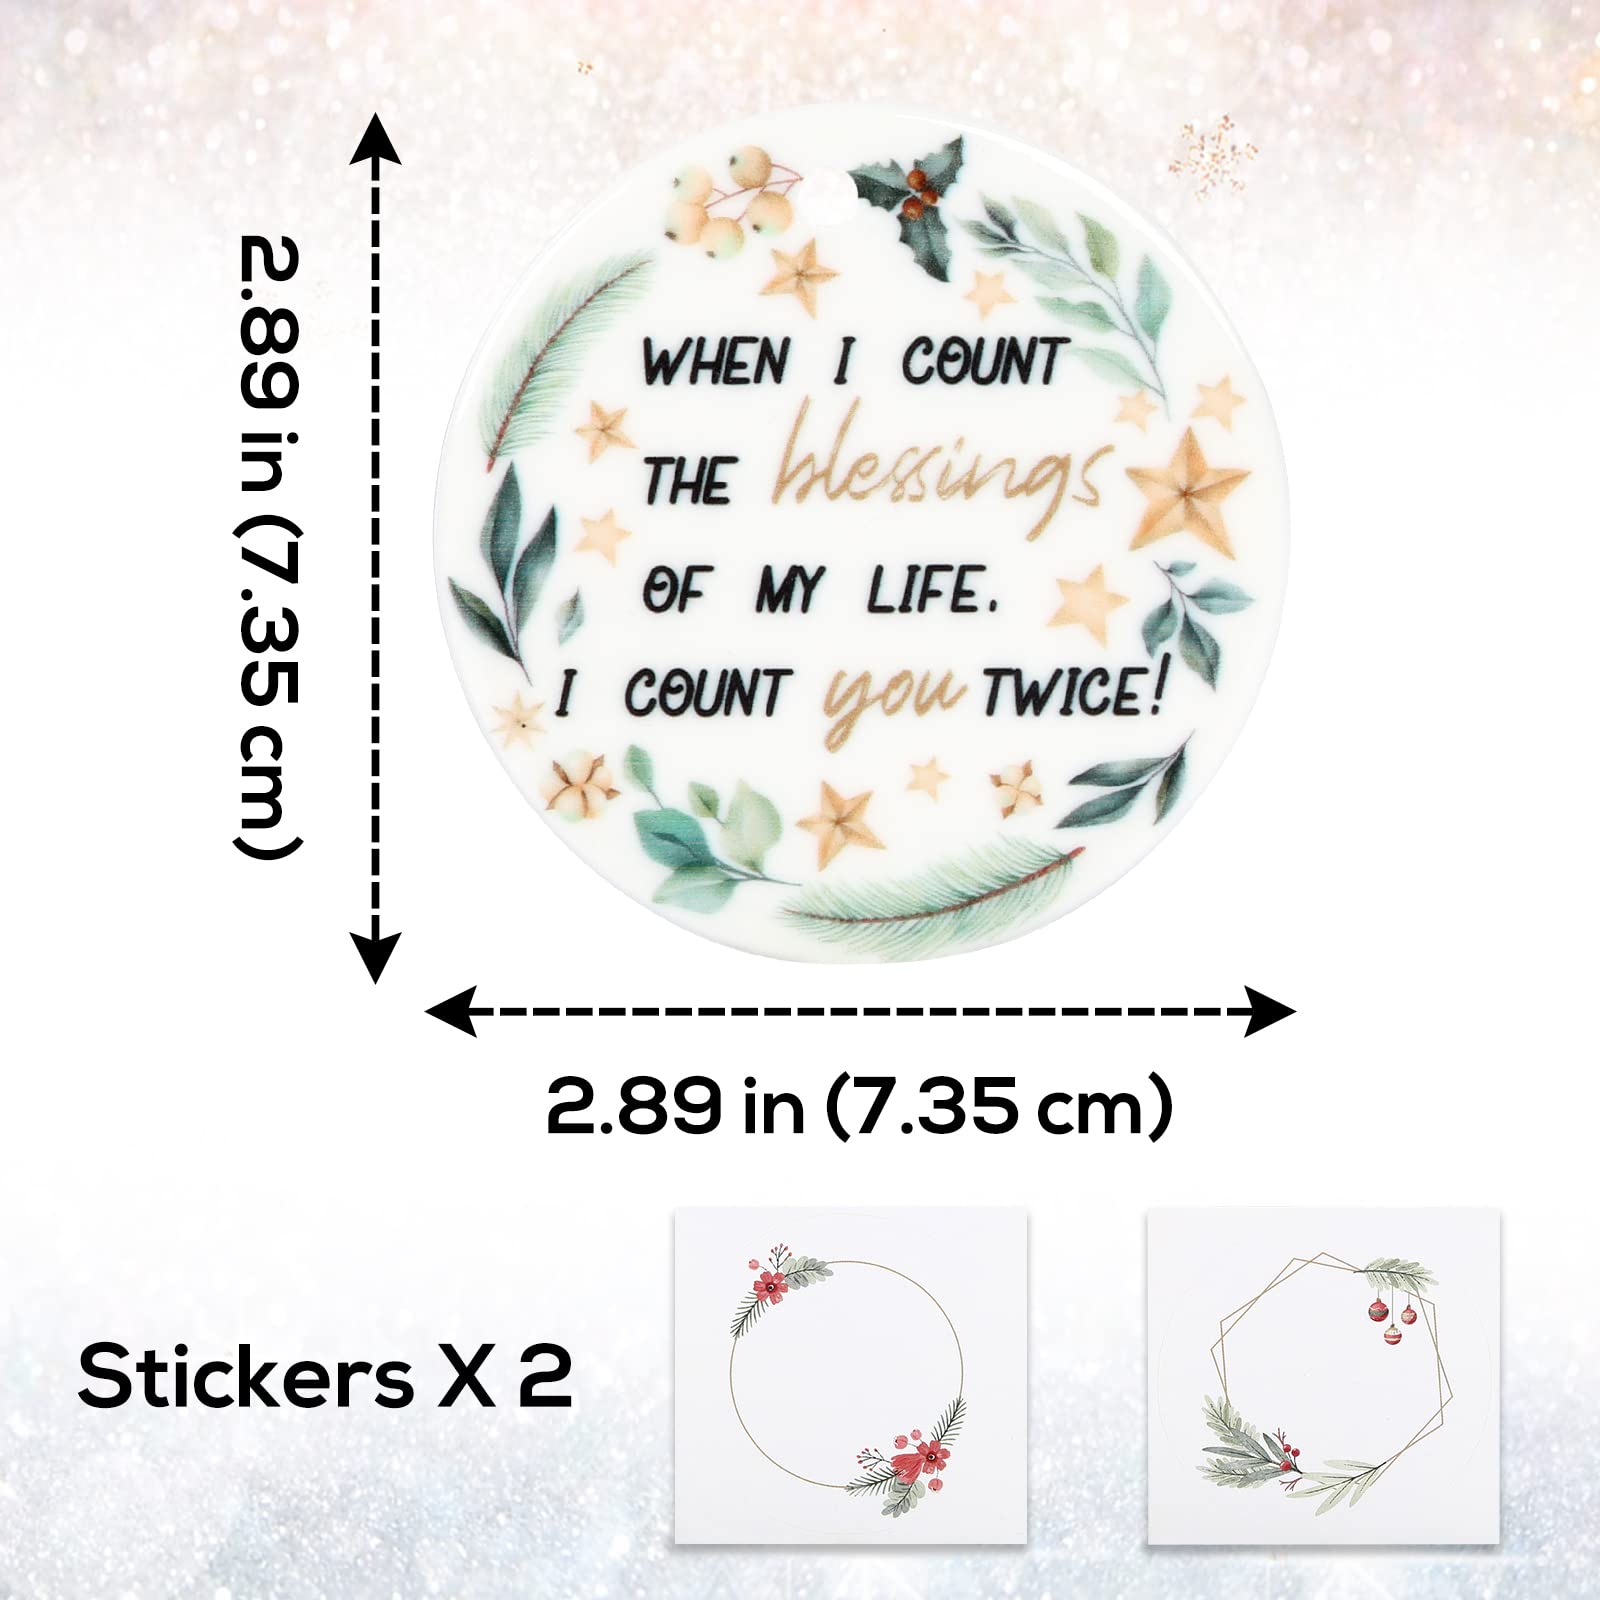 WHEN I COUNT
THE blessings
OF MY LIFE.
I COUNT you TWICE!
2.89 in (7.35 cm)
2.89 in (7.35 cm)
Stickers X 2